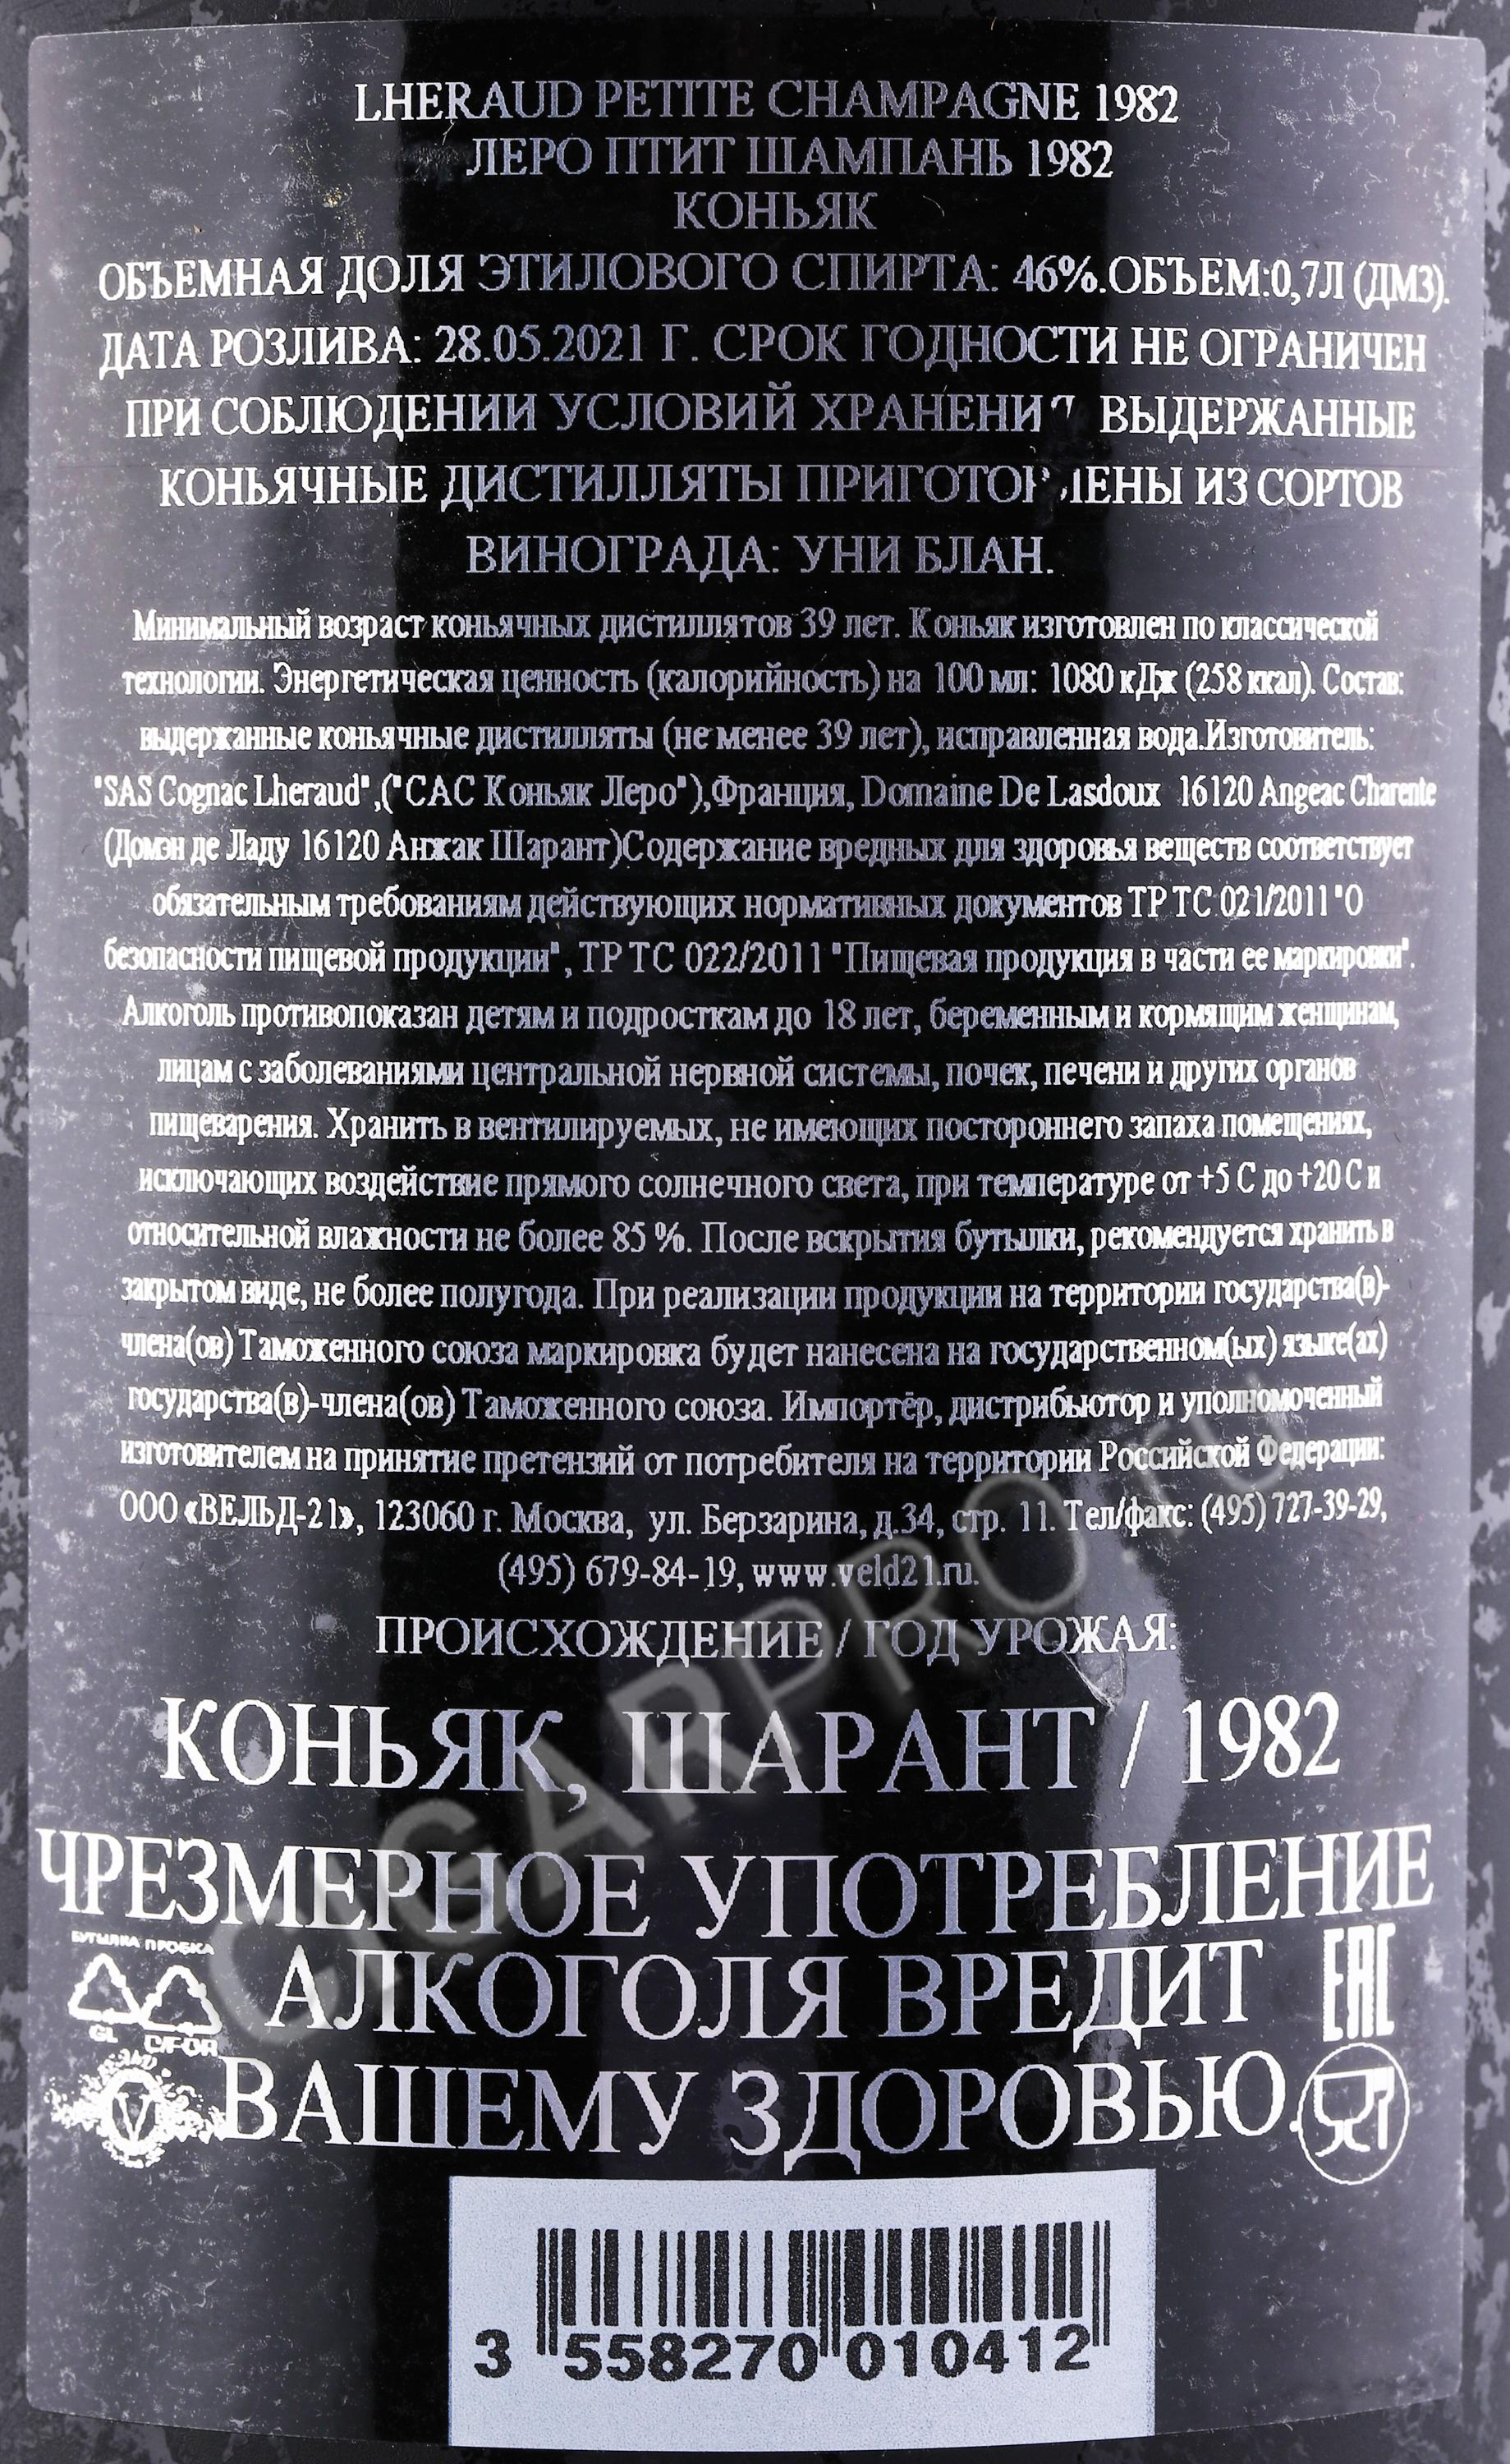 LHERAUD PETITE CHAMPAGNE 1982
ЛЕРО ПТИТ ШАМПАНЬ 1982
КОНЬЯК
ОБЪЕМНАЯ ДОЛЯ ЭТИЛОВОГО СПИРТА: 46%.ОБЪЕМ:0,7Л (ДМ3).
ДАТА РОЗЛИВА: 28.05.2021 Г. СРОК ГОДНОСТИ НЕ ОГРАНИЧЕН
ПРИ СОБЛЮДЕНИИ УСЛОВИЙ ХРАНЕНИЯ. ВЫДЕРЖАННЫЕ
КОНЬЯЧНЫЕ ДИСТИЛЛЯТЫ ПРИГОТОВЛЕНЫ ИЗ СОРТОВ
ВИНОГРАДА: УНИ БЛАН.
Минимальный возраст коньячных дистиллятов 39 лет. Коньяк изготовлен по классической
технологии. Энергетическая ценность (калорийность) на 100 мл: 1080 кДж (258 ккал). Состав:
выдержанные коньячные дистилляты (не менее 39 лет), исправленная вода.Изготовитель:
"SAS Cognac Lheraud",("САС Коньяк Леро"),Франция, Domaine De Lasdoux 16120 Angeac Charente
(Домэн де Ладу 16120 Анжак Шарант)Содержание вредных для здоровья веществ соответствует
обязательным требованиям действующих нормативных документов ТР ТС 021/2011 "О
безопасности пищевой продукции", ТР ТС 022/2011 "Пищевая продукция в части ее маркировки".
Алкоголь противопоказан детям и подросткам до 18 лет, беременным и кормящим женщинам,
лицам с заболеваниями центральной нервной системы, почек, печени и других органов
пищеварения. Хранить в вентилируемых, не имеющих постороннего запаха помещениях,
исключающих воздействие прямого солнечного света, при температуре от +5 С до +20 С и
относительной влажности не более 85 %. После вскрытия бутылки, рекомендуется хранить в
закрытом виде, не более полугода. При реализации продукции на территории государства(в)-
члена(ов) Таможенного союза маркировка будет нанесена на государственном(ых) языке(ах)
государства(в)-члена(ов) Таможенного союза. Импортёр, дистрибьютор и уполномоченный
изготовителем на принятие претензий от потребителя на территории Российской Федерации:
ООО «ВЕЛЬД-21», 123060 г. Москва, ул. Берзарина, д.34, стр. 11. Тел/факс: (495) 727-39-29,
(495) 679-84-19, www.veld21.ru.
ПРОИСХОЖДЕНИЕ / ГОД УРОЖАЯ:
КОНЬЯК, ШАРАНТ / 1982
ЧРЕЗМЕРНОЕ УПОТРЕБЛЕНИЕ
АЛКОГОЛЯ ВРЕДИТ
ВАШЕМУ ЗДОРОВЬЮ.
БУТЫЛКА ПРОБКА
GL C/FOR
EAC
CIGARPRO.ru
3 558270 010412